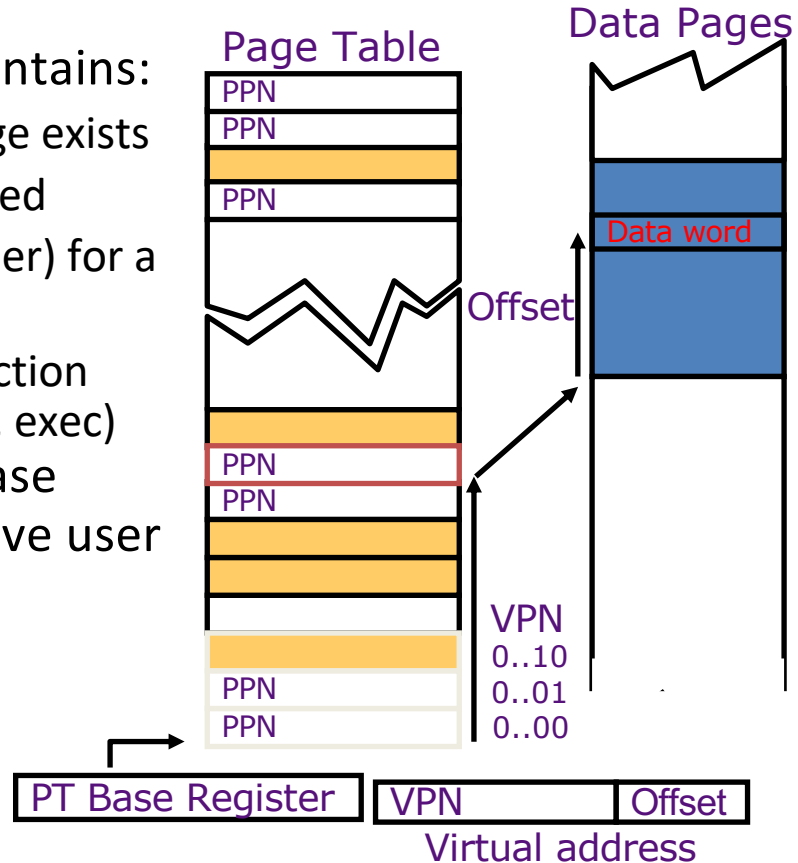 ntains:
ge exists
ed
er) for a
ction
exec)
ase
ve user
Page Table
PPN
PPN
PPN
PPN
PPN
PPN
PPN
Data Pages
Data word
Offset
VPN
0..10
0..01
0..00
PT Base Register
VPN
Offset
Virtual address